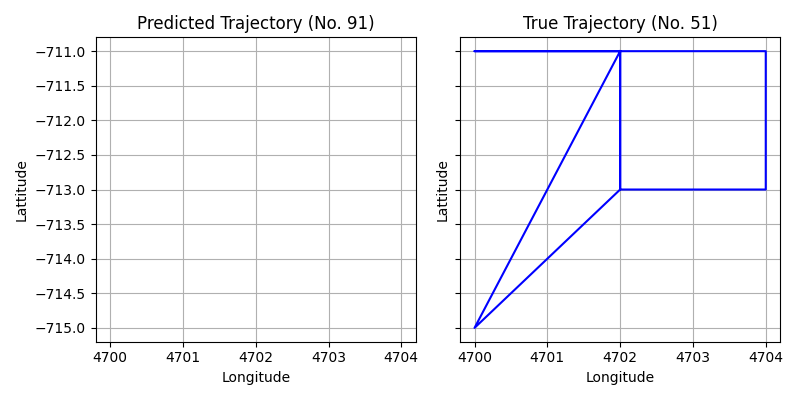 Predicted Trajectory (No. 91)
True Trajectory (No. 51)
−711.0
−711.5
−712.0
−712.5
−713.0
−713.5
−714.0
−714.5
−715.0
Lattitude
Lattitude
4700 4701 4702 4703 4704
4700 4701 4702 4703 4704
Longitude
Longitude